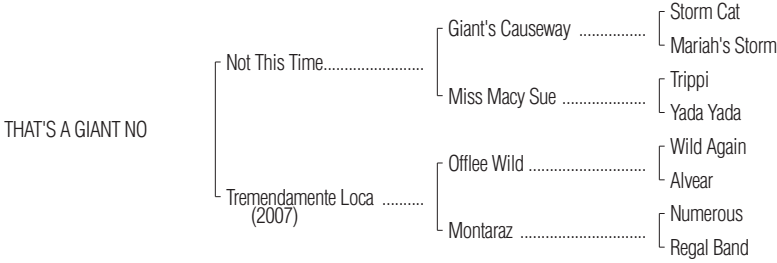 Storm Cat
Giant's Causeway ................
Mariah's Storm
Not This Time.......................
Trippi
Miss Macy Sue ....................
Yada Yada
THAT'S A GIANT NO
Wild Again
Offlee Wild ............................
Alvear
Tremendamente Loca ..........
(2007)
Numerous
Montaraz ..............................
Regal Band